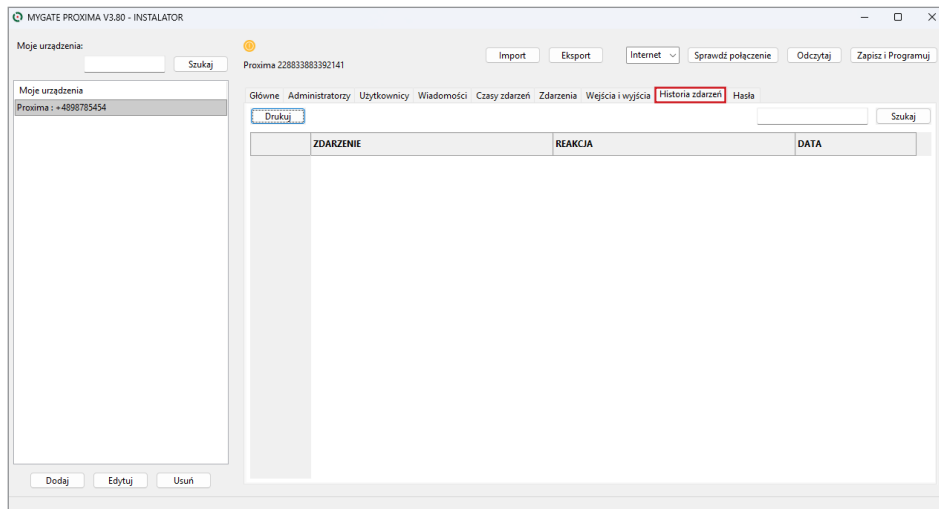 MYGATE PROXIMA V3.80 - INSTALATOR
Moje urządzenia:
Szukaj
Moje urządzenia
Proxima : +4898785454
Dodaj Edytuj Usuń
Proxima 228833883392141
Import Eksport Internet Sprawdź połączenie Odczytaj Zapisz i Programuj
Główne Administratorzy Użytkownicy Wiadomości Czasy zdarzeń Zdarzenia Wejścia i wyjścia Historia zdarzeń Hasła
Drukuj Szukaj
ZDARZENIE REAKCJA DATA